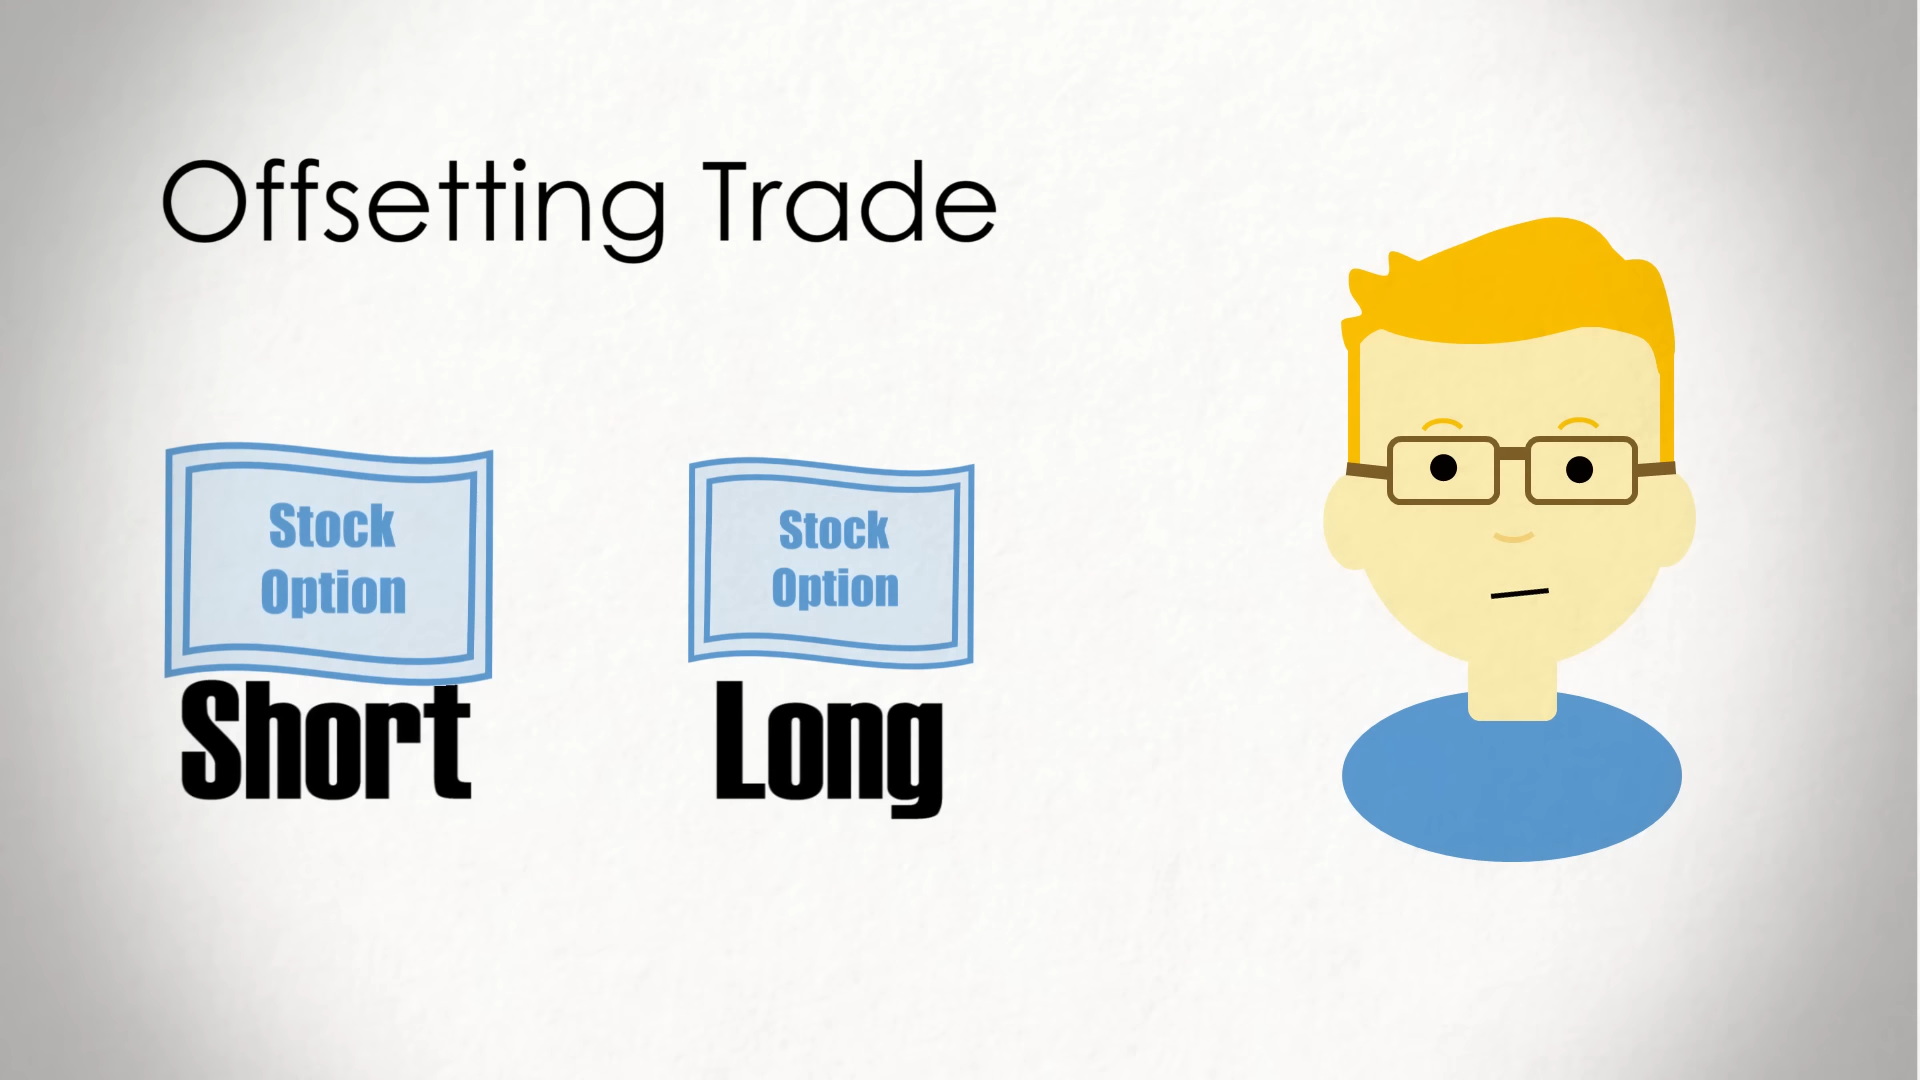 Offsetting Trade
Stock
Option
Short
Stock
Option
Long